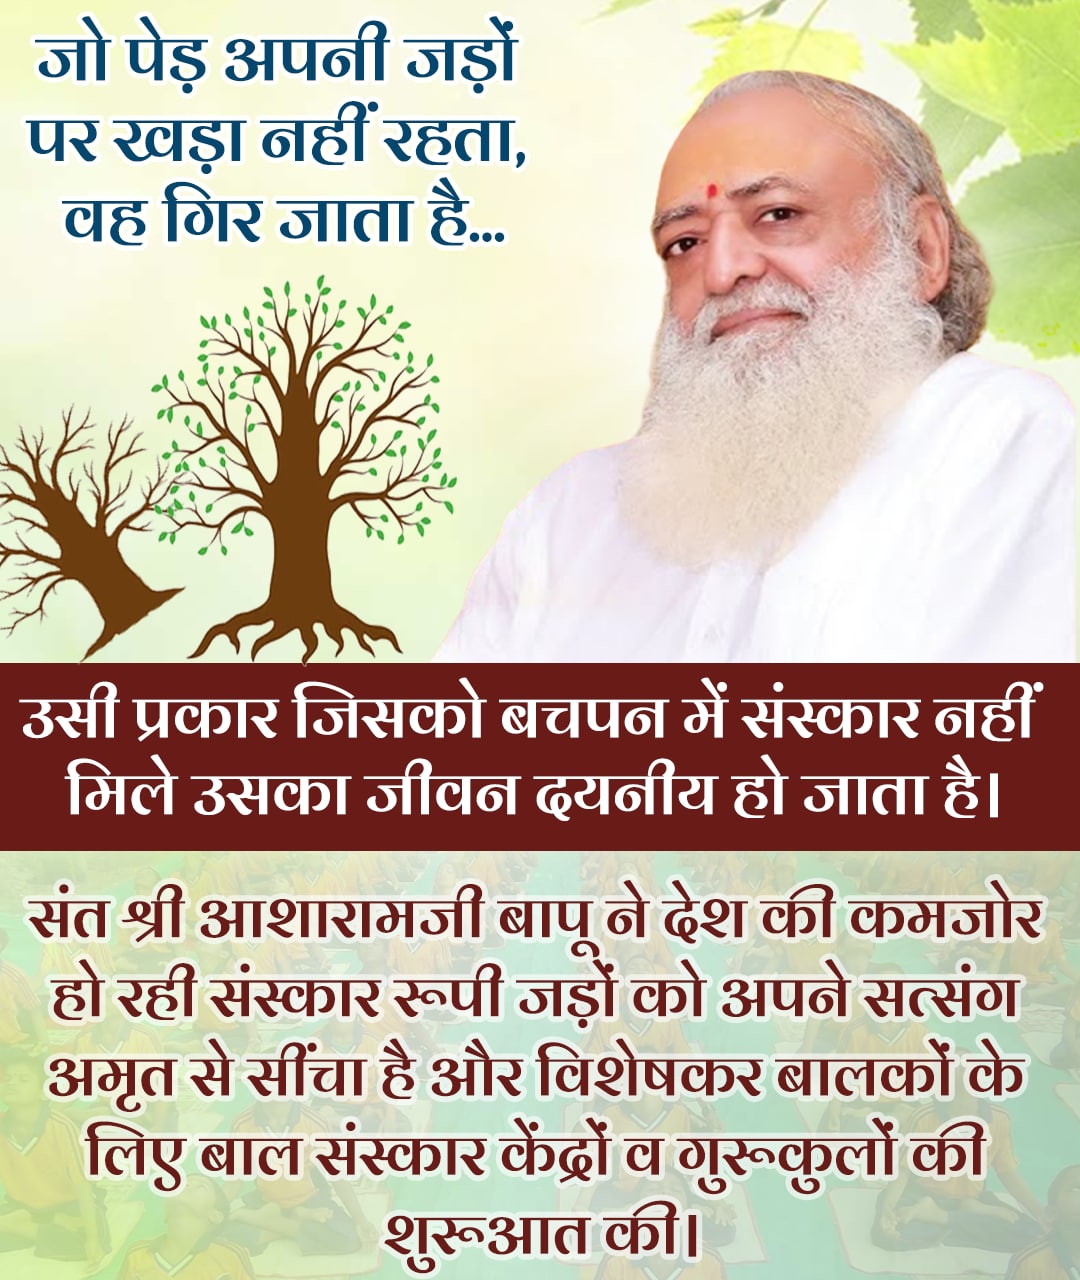 जो पेड़ अपनी जड़ों
पर खड़ा नहीं रहता,
वह गिर जाता है...
उसी प्रकार जिसको बचपन में संस्कार नहीं
मिले उसका जीवन दयनीय हो जाता है।
संत श्री आशारामजी बापू ने देश की कमजोर
हो रही संस्कार रूपी जड़ों को अपने सत्संग
अमृत से सींचा है और विशेषकर बालकों के
लिए बाल संस्कार केंद्रों व गुरूकुलों की
शुरूआत की।